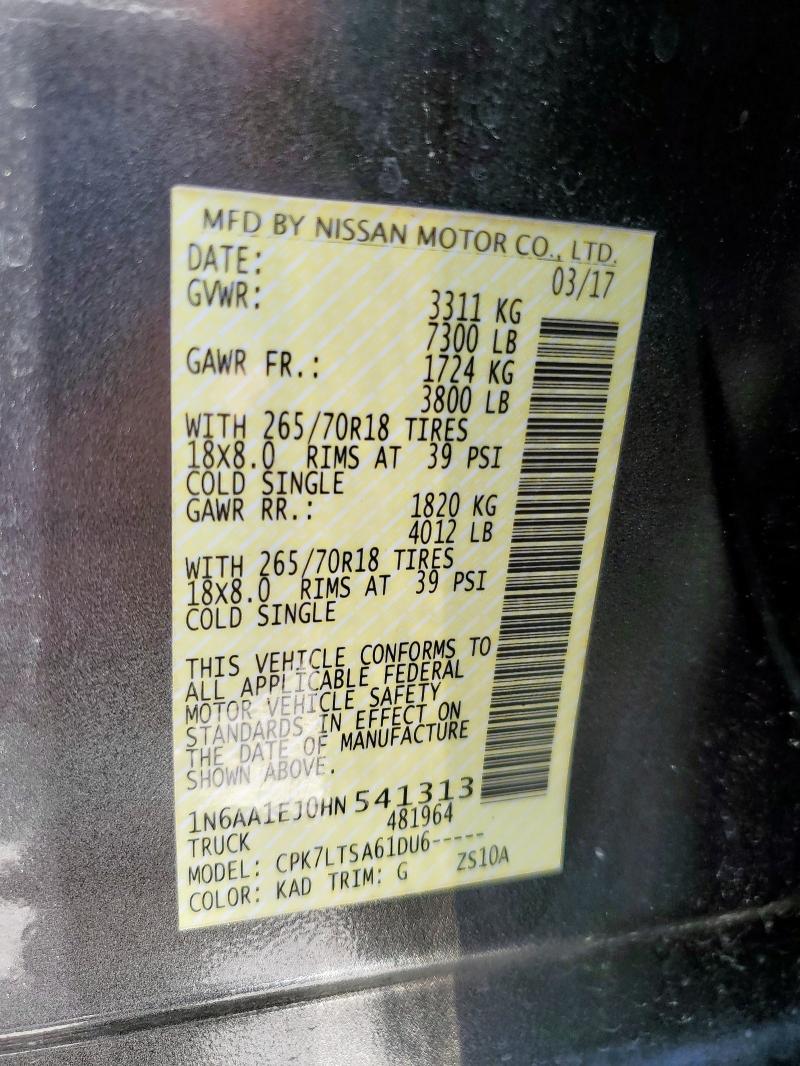 MFD BY NISSAN MOTOR CO., LTD.
DATE: 03/17
GVWR: 3311 KG
7300 LB
GAWR FR.: 1724 KG
3800 LB
WITH 265/70R18 TIRES
18X8.0 RIMS AT 39 PSI
COLD SINGLE
GAWR RR.: 1820 KG
4012 LB
WITH 265/70R18 TIRES
18X8.0 RIMS AT 39 PSI
COLD SINGLE
THIS VEHICLE CONFORMS TO
ALL APPLICABLE FEDERAL
MOTOR VEHICLE SAFETY
STANDARDS IN EFFECT ON
THE DATE OF MANUFACTURE
SHOWN ABOVE.
1N6AA1EJ0HN541313
TRUCK 481964
MODEL: CPK7LTSA61DU6-----
COLOR: KAD TRIM: G ZS10A